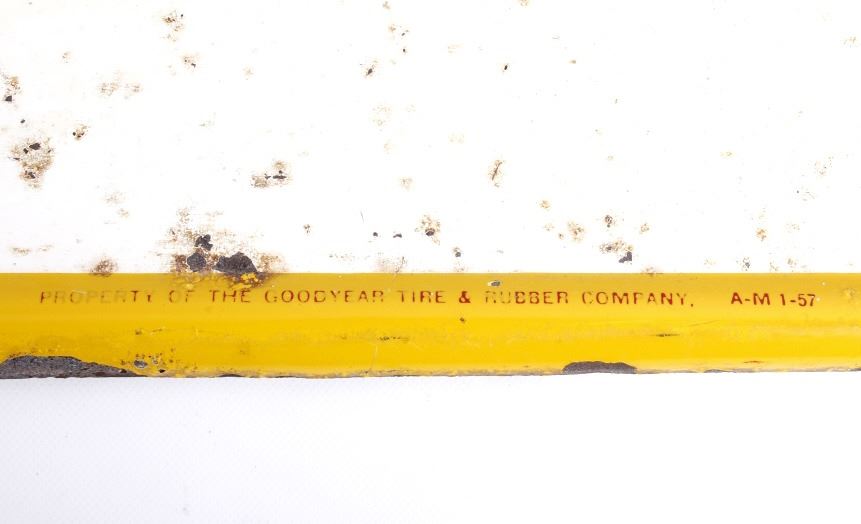 PROPERTY OF THE GOODYEAR TIRE & RUBBER COMPANY. A-M 1-57